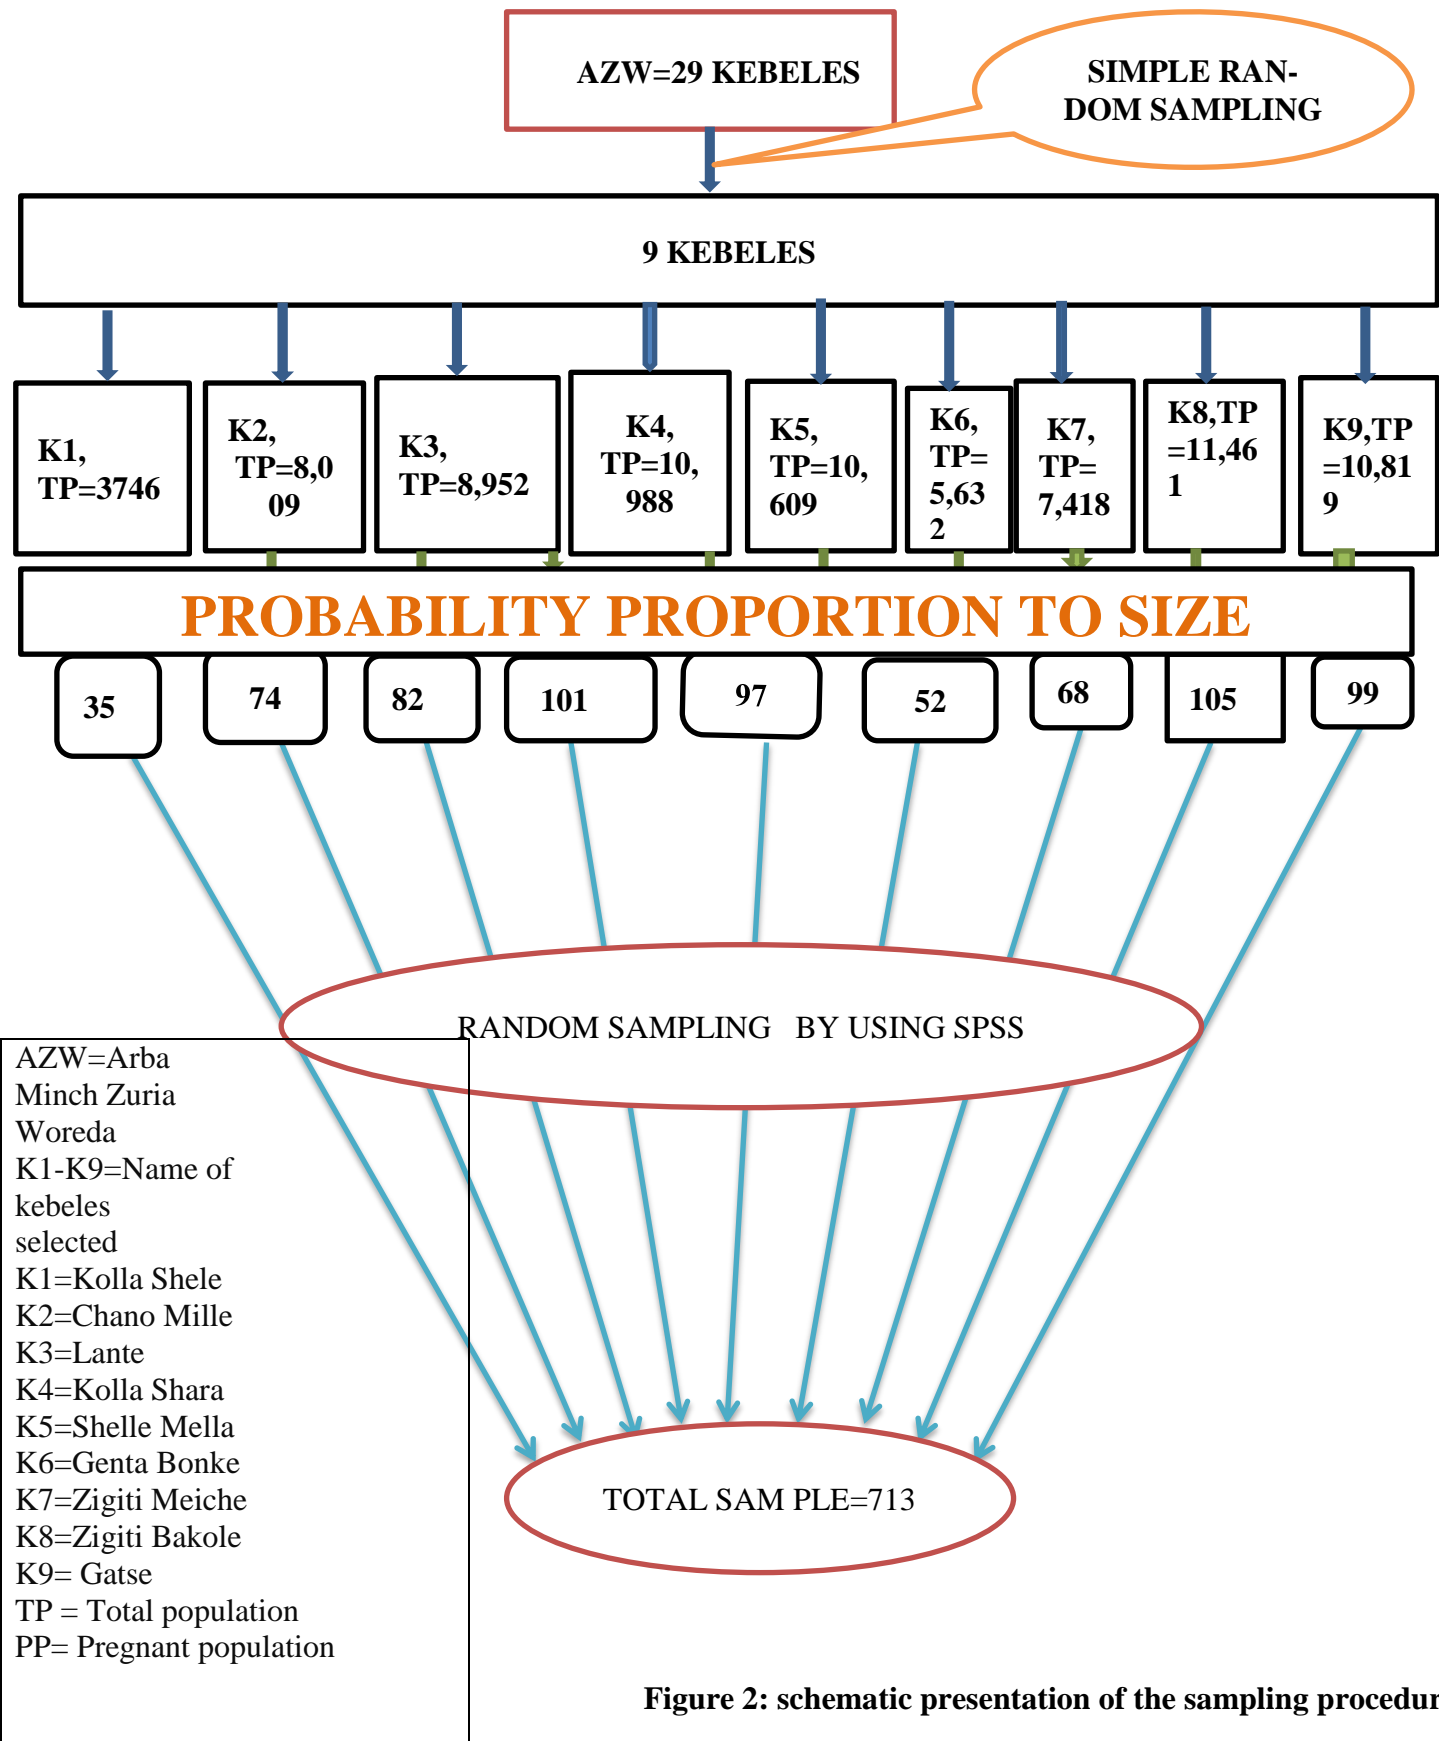 AZW=29 KEBELES
SIMPLE RAN-
DOM SAMPLING
9 KEBELES
K1,
TP=3746
K2,
TP=8,0
09
K3,
TP=8,952
K4,
TP=10,
988
K5,
TP=10,
609
K6,
TP=
5,63
2
K7,
TP=
7,418
K8,TP
=11,46
1
K9,TP
=10,81
9
PROBABILITY PROPORTION TO SIZE
35
74
82
101
97
52
68
105
99
RANDOM SAMPLING BY USING SPSS
AZW=Arba
Minch Zuria
Woreda
K1-K9=Name of
kebeles
selected
K1=Kolla Shele
K2=Chano Mille
K3=Lante
K4=Kolla Shara
K5=Shelle Mella
K6=Genta Bonke
K7=Zigiti Meiche
K8=Zigiti Bakole
K9= Gatse
TP = Total population
PP= Pregnant population
TOTAL SAM PLE=713
Figure 2: schematic presentation of the sampling procedur